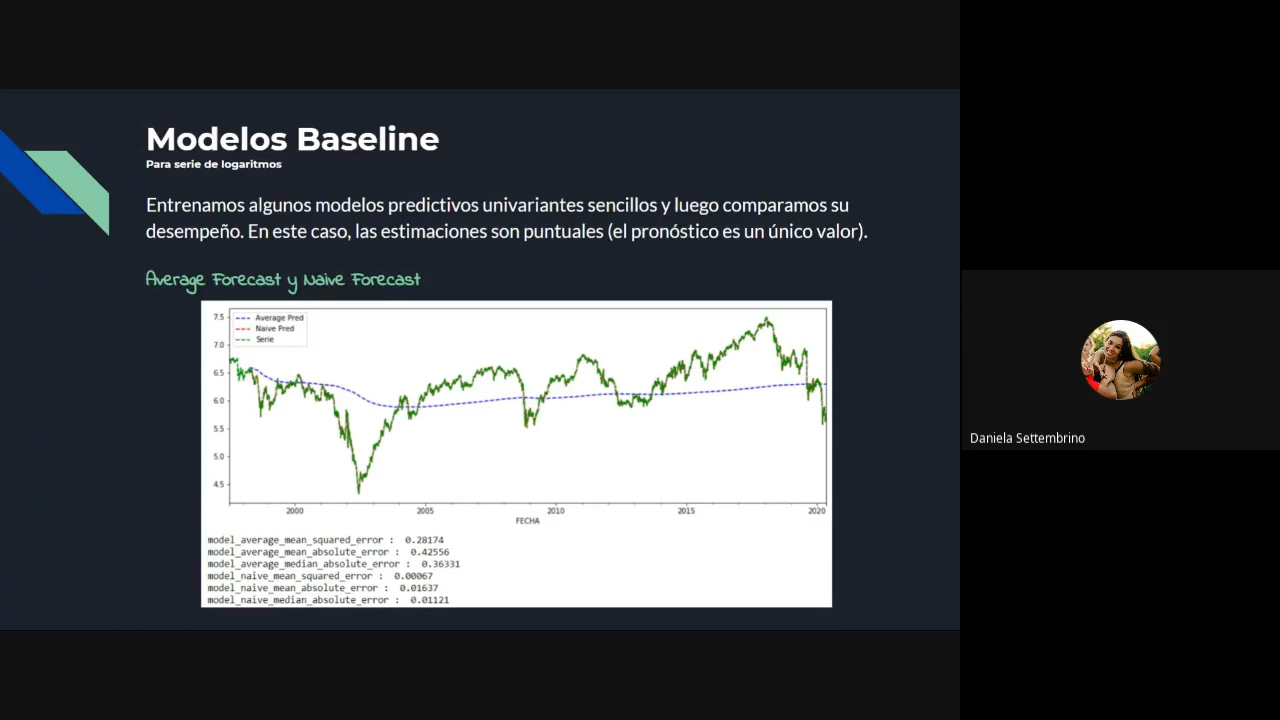 Modelos Baseline
Para serie de logaritmos
Entrenamos algunos modelos predictivos univariantes sencillos y luego comparamos su
desempeño. En este caso, las estimaciones son puntuales (el pronóstico es un único valor).
Average Forecast y Naive Forecast
Average Pred
Naive Pred
Serie
7.5
7.0
6.5
6.0
5.5
5.0
4.5
2000 2005 2010 2015 2020
FECHA
model_average_mean_squared_error : 0.28174
model_average_mean_absolute_error : 0.42556
model_average_median_absolute_error : 0.36331
model_naive_mean_squared_error : 0.00067
model_naive_mean_absolute_error : 0.01637
model_naive_median_absolute_error : 0.01121
Daniela Settembrino